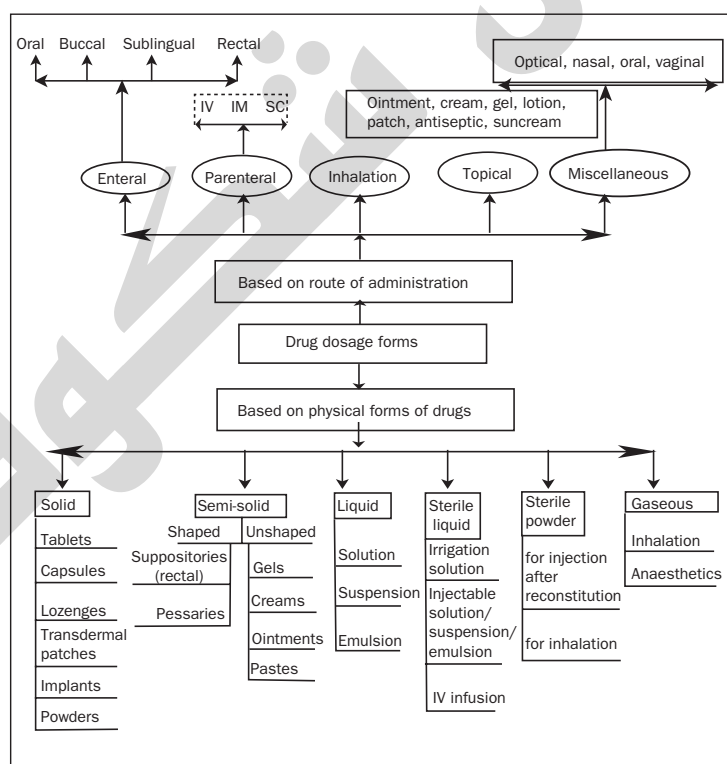 Oral Buccal Sublingual Rectal
Optical, nasal, oral, vaginal
IV IM SC
Ointment, cream, gel, lotion,
patch, antiseptic, suncream
Enteral Parenteral Inhalation Topical Miscellaneous
Based on route of administration
Drug dosage forms
Based on physical forms of drugs
Solid
Tablets
Capsules
Lozenges
Transdermal
patches
Implants
Powders
Semi-solid
Shaped
Suppositories
(rectal)
Pessaries
Unshaped
Gels
Creams
Ointments
Pastes
Liquid
Solution
Suspension
Emulsion
Sterile
liquid
Irrigation
solution
Injectable
solution/
suspension/
emulsion
IV infusion
Sterile
powder
for injection
after
reconstitution
for inhalation
Gaseous
Inhalation
Anaesthetics